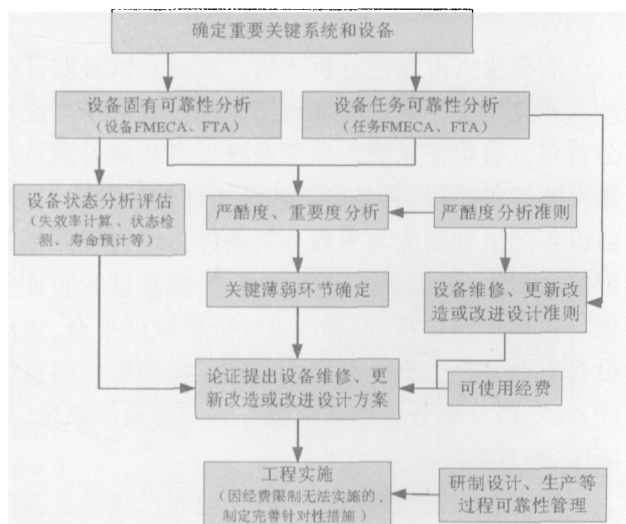 确定重要关键系统和设备
设备固有可靠性分析
（设备FMECA、FTA）
设备任务可靠性分析
（任务FMECA、FTA）
设备状态分析评估
（失效率计算、状态检
测、寿命预计等）
严酷度、重要度分析
严酷度分析准则
关键薄弱环节确定
设备维修、更新改
造或改进设计准则
论证提出设备维修、更
新改造或改进设计方案
可使用经费
工程实施
（因经费限制无法实施的，
制定完善针对性措施）
研制设计、生产等
过程可靠性管理